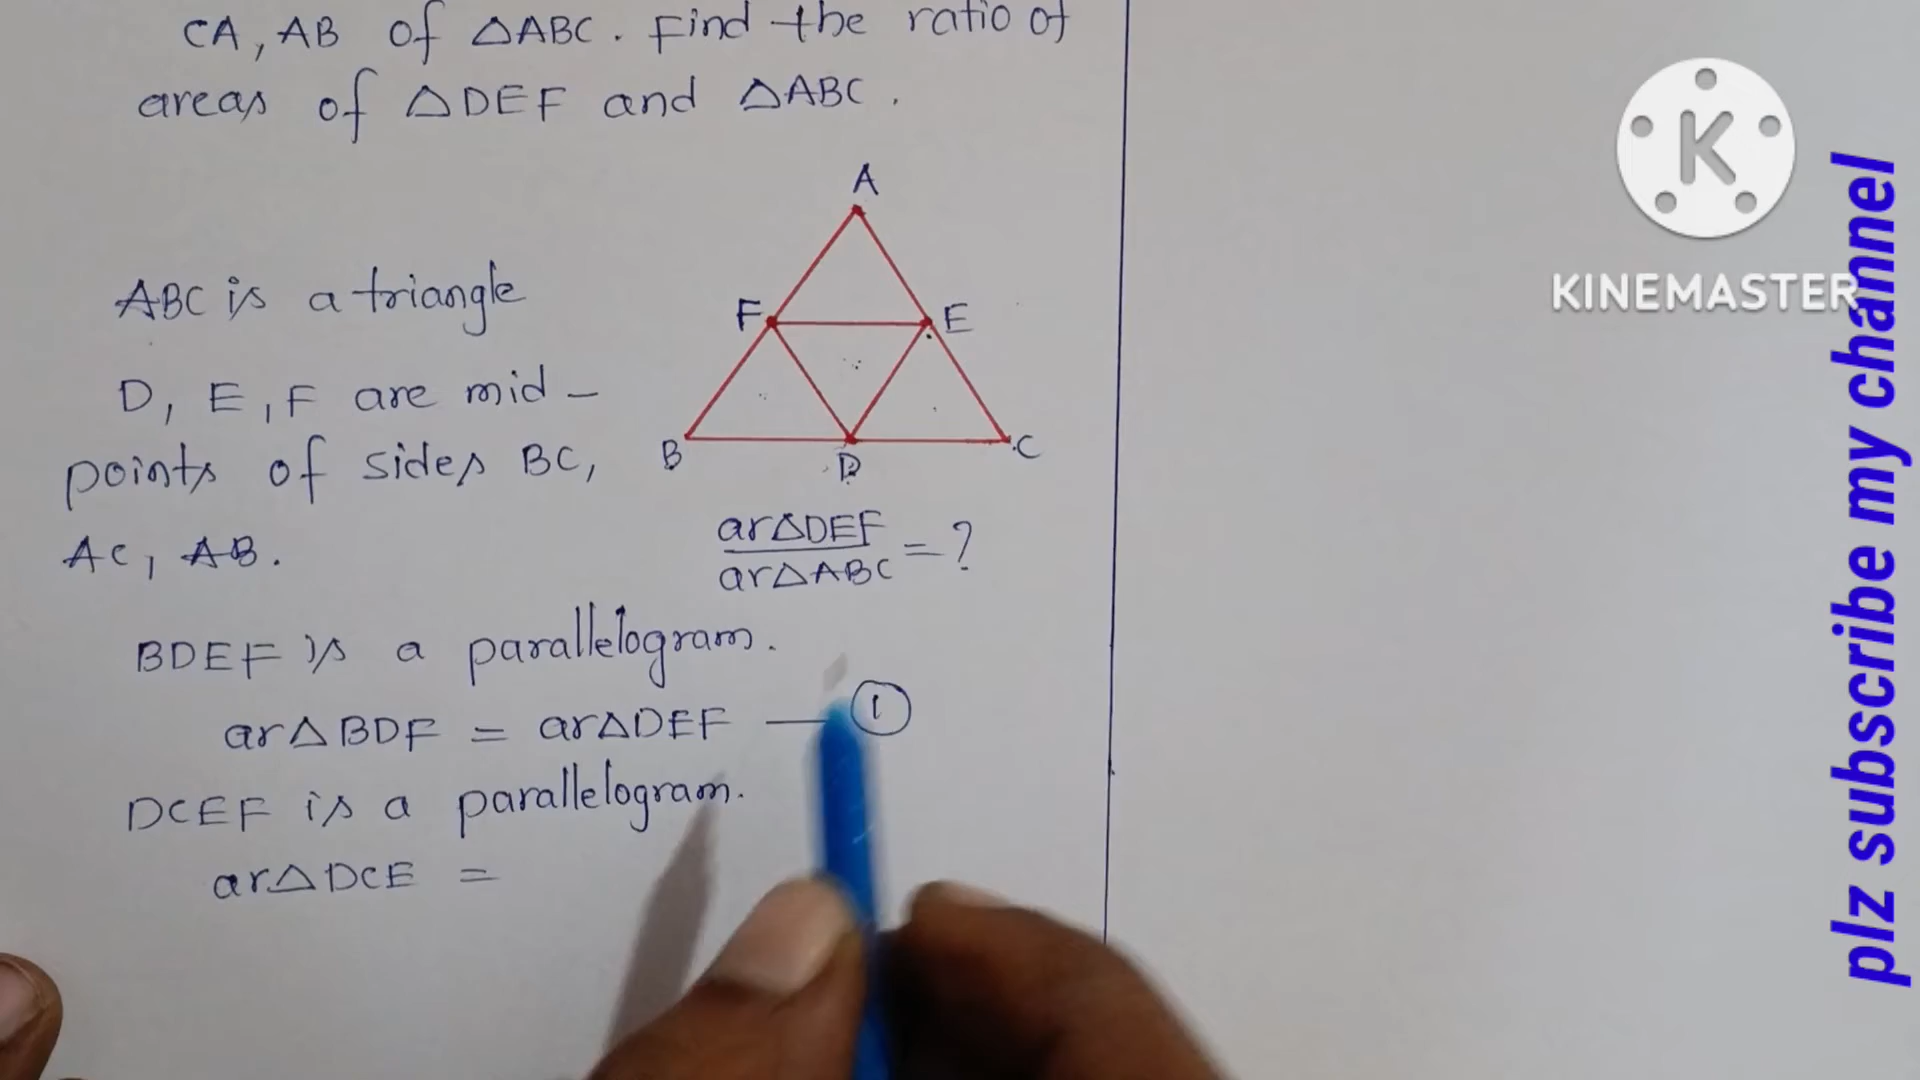 CA, AB of △ABC. Find the ratio of
areas of △DEF and △ABC.
A
F E
B D C
ABC is a triangle
D, E, F are mid-
points of sides BC,
AC, AB.
ar△DEF
ar△ABC = ?
BDEF is a parallelogram.
ar△BDF = ar△DEF — 1
DCEF is a parallelogram.
ar△DCE =
K
KINEMASTER
plz subscribe my channel